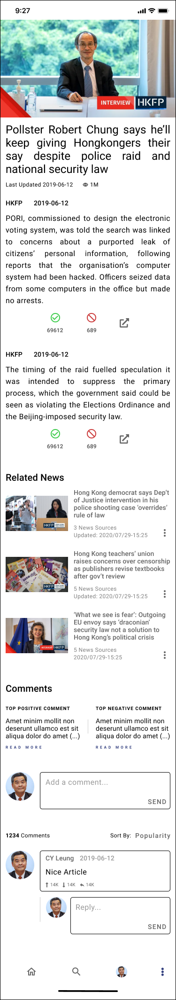 9:27
INTERVIEW HKFP
Pollster Robert Chung says he’ll
keep giving Hongkongers their
say despite police raid and
national security law
Last Updated 2019-06-12 1M
HKFP 2019-06-12
PORI, commissioned to design the electronic
voting system, was told the search was linked
to concerns about a purported leak of
citizens’ personal information, following
reports that the organisation’s computer
system had been hacked. Officers seized data
from some computers in the office but made
no arrests.
69612 689
HKFP 2019-06-12
The timing of the raid fuelled speculation it
was intended to suppress the primary
process, which the government said could be
seen as violating the Elections Ordinance and
the Beijing-imposed security law.
69612 689
Related News
HKFP HONG KONG FREE PRESS
Hong Kong democrat says Dep’t
of Justice intervention in his
police shooting case ‘overrides’
rule of law
3 News Sources
Updated: 2020/07/29-15:25
HKFP HONG KONG FREE PRESS
Hong Kong teachers’ union
raises concerns over censorship
as publishers revise textbooks
after gov’t review
5 News Sources
Updated: 2020/07/29-15:25
INTERVIEW HKFP
‘What we see is fear’: Outgoing
EU envoy says ‘draconian’
security law not a solution to
Hong Kong’s political crisis
5 News Sources
2020/07/29-15:25
Comments
TOP POSITIVE COMMENT
Amet minim mollit non
deserunt ullamco est sit
aliqua dolor do amet (...)
READ MORE
TOP NEGATIVE COMMENT
Amet minim mollit non
deserunt ullamco est sit
aliqua dolor do amet (...)
READ MORE
Add a comment...
SEND
1234 Comments Sort By: Popularity
CY Leung 2019-06-12
Nice Article
14K 14K 14K
Reply...
SEND